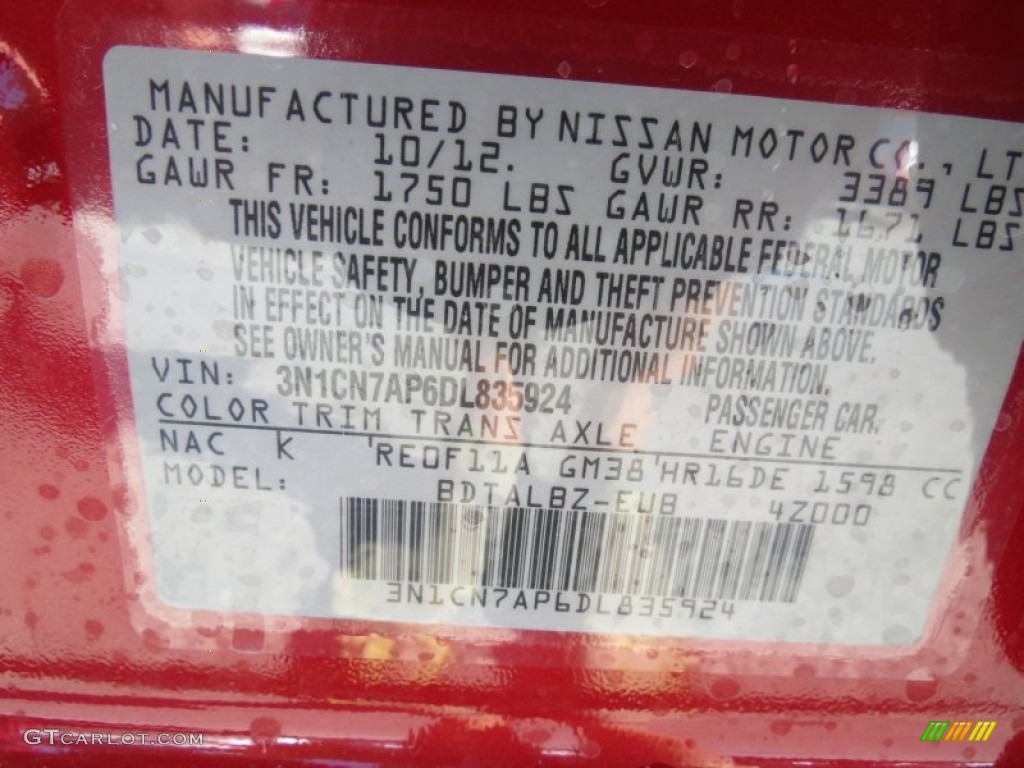 MANUFACTURED BY NISSAN MOTOR CO., LT
DATE: 10/12. GVWR: 3389 LBS
GAWR FR: 1750 LBS GAWR RR: 1671 LBS
THIS VEHICLE CONFORMS TO ALL APPLICABLE FEDERAL MOTOR
VEHICLE SAFETY, BUMPER AND THEFT PREVENTION STANDARDS
IN EFFECT ON THE DATE OF MANUFACTURE SHOWN ABOVE.
SEE OWNER'S MANUAL FOR ADDITIONAL INFORMATION.
VIN: 3N1CN7AP6DL835924 PASSENGER CAR.
COLOR TRIM TRANS AXLE ENGINE
NAC K 'RE0F11A GM38'HR16DE 1598 CC
MODEL: BDTALBZ-EUB 4Z000
3N1CN7AP6DL835924
GTCARLOT.COM